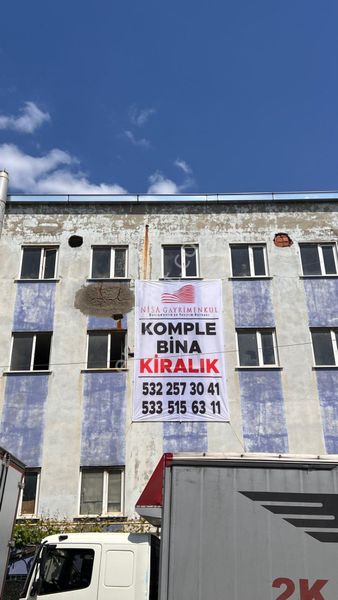 NİSA GAYRİMENKUL
KOMPLE
BİNA
KİRALIK
532 257 30 41
533 515 63 11
2K